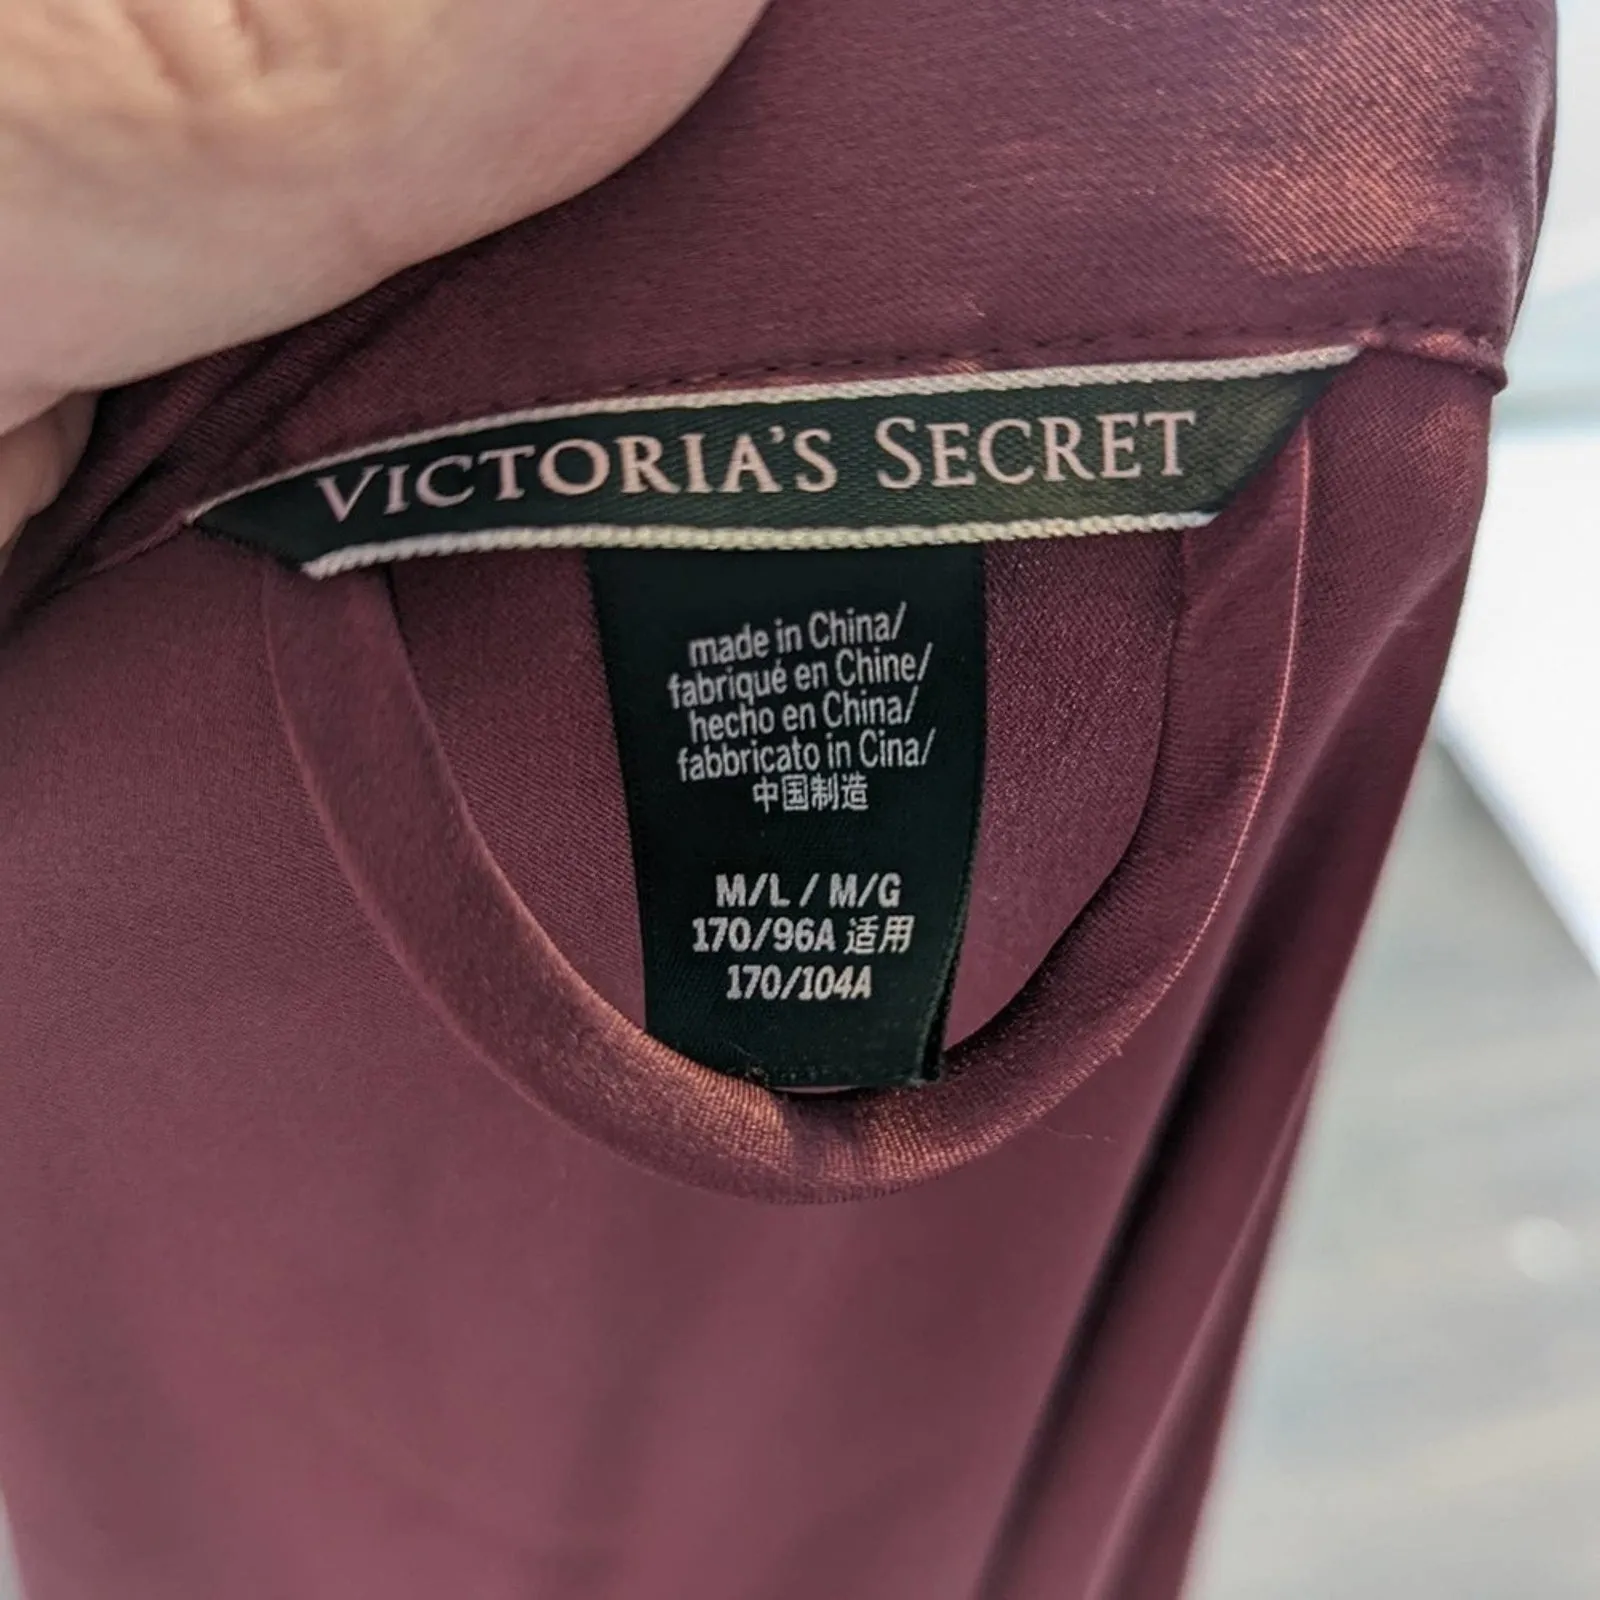 VICTORIA'S SECRET
made in China/
fabriqué en Chine/
hecho en China/
fabbricato in Cina/
中国制造
M/L / M/G
170/96A 适用
170/104A